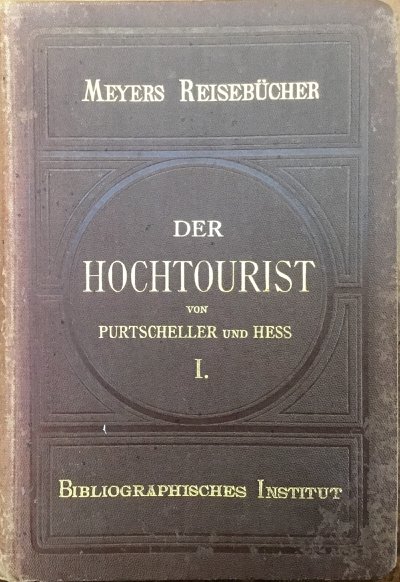 MEYERS REISEBÜCHER
DER
HOCHTOURIST
VON
PURTSCHELLER UND HESS
I.
BIBLIOGRAPHISCHES INSTITUT